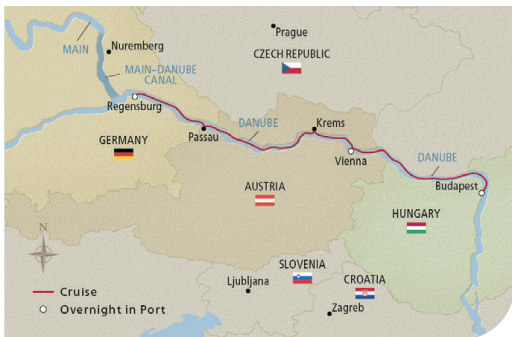 Prague
MAIN
Nuremberg
CZECH REPUBLIC
MAIN–DANUBE
CANAL
Regensburg
Krems
DANUBE
Passau
GERMANY
Vienna
DANUBE
Budapest
AUSTRIA
HUNGARY
N
SLOVENIA
Ljubljana
CROATIA
Zagreb
Cruise
Overnight in Port